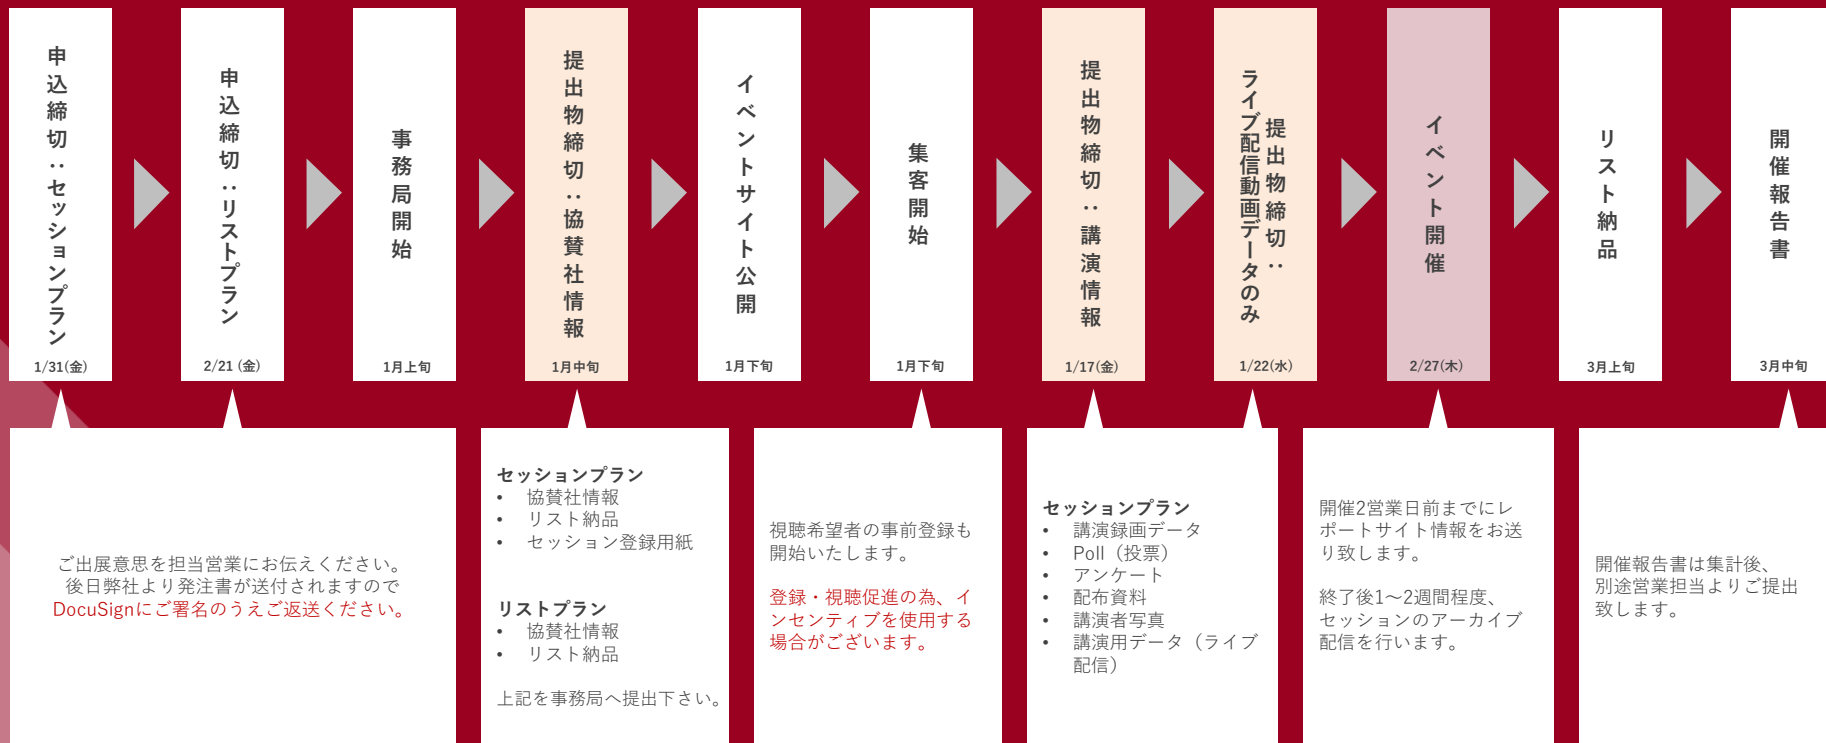 申込締切：セッションプラン
1/31(金)
申込締切：リストプラン
2/21 (金)
事務局開始
1月上旬
提出物締切：協賛社情報
1月中旬
イベントサイト公開
1月下旬
集客開始
1月下旬
提出物締切：講演情報
1/17(金)
提出物締切：
ライブ配信動画データのみ
1/22(水)
イベント開催
2/27(木)
リスト納品
3月上旬
開催報告書
3月中旬
ご出展意思を担当営業にお伝えください。
後日弊社より発注書が送付されますので
DocuSignにご署名のうえご返送ください。
セッションプラン
• 協賛社情報
• リスト納品
• セッション登録用紙
リストプラン
• 協賛社情報
• リスト納品
上記を事務局へ提出下さい。
視聴希望者の事前登録も
開始いたします。
登録・視聴促進の為、イ
ンセンティブを使用する
場合がございます。
セッションプラン
• 講演録画データ
• Poll（投票）
• アンケート
• 配布資料
• 講演者写真
• 講演用データ（ライブ
配信）
開催2営業日前までにレ
ポートサイト情報をお送
り致します。
終了後1〜2週間程度、
セッションのアーカイブ
配信を行います。
開催報告書は集計後、
別途営業担当よりご提出
致します。